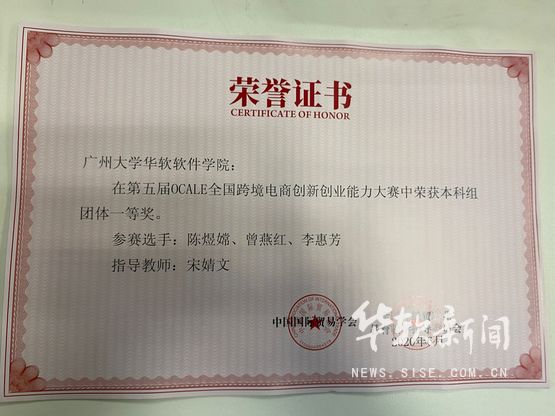 荣誉证书
CERTIFICATE OF HONOR
广州大学华软软件学院：
在第五届OCALE全国跨境电商创新创业能力大赛中荣获本科组
团体一等奖。
参赛选手：陈煜嫦、曾燕红、李惠芳
指导教师：宋婧文
中国国际贸易学会
华软新闻
NEWS.SISE.COM.CN